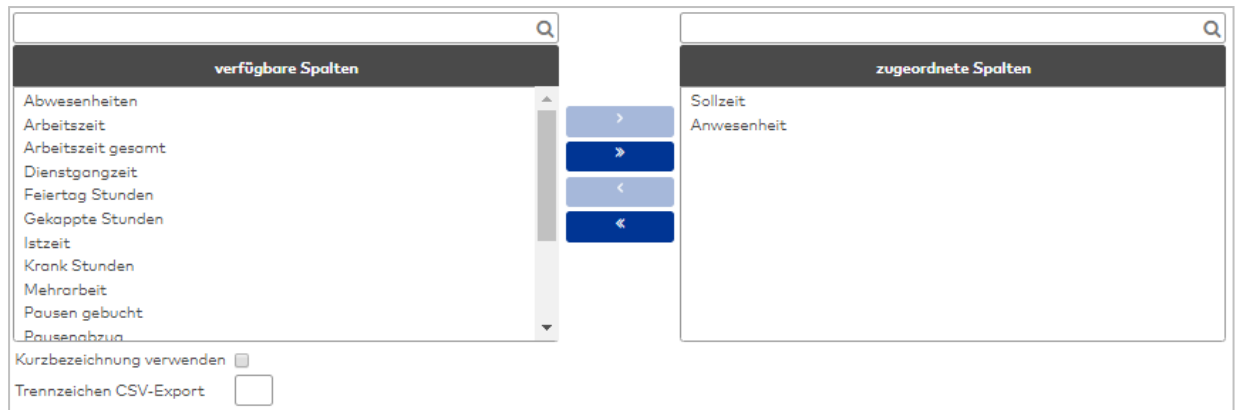 verfügbare Spalten
Abwesenheiten
Arbeitszeit
Arbeitszeit gesamt
Dienstgangzeit
Feiertag Stunden
Gekappte Stunden
Istzeit
Krank Stunden
Mehrarbeit
Pausen gebucht
Pausenabzug
>
»
<
«
zugeordnete Spalten
Sollzeit
Anwesenheit
Kurzbezeichnung verwenden
Trennzeichen CSV-Export